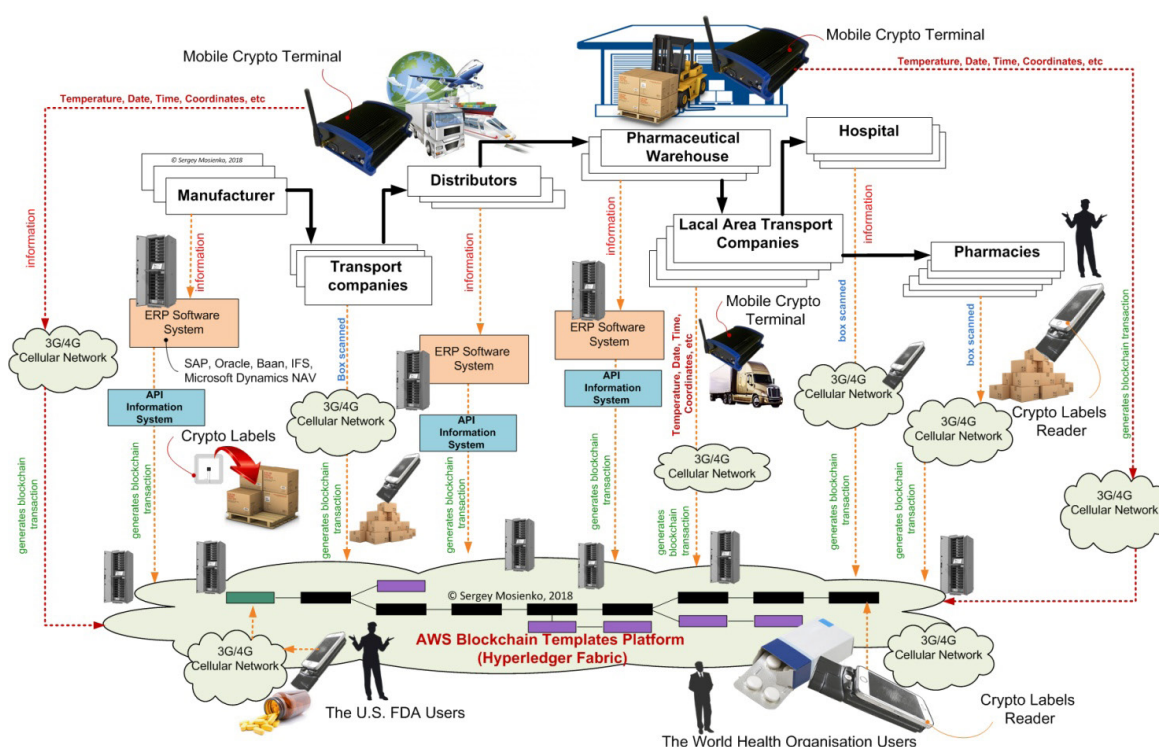 Mobile Crypto
Terminal
Mobile Crypto
Terminal
Temperature, Date, Time, Coordinates, etc
Temperature, Date, Time, Coordinates, etc
Pharmaceutical
Warehouse
Hospital
© Sergey Mosienko, 2018
Manufacturer
Distributors
Transport
companies
Lacal Area Transport
Companies
Pharmacies
information
information
information
information
information
ERP Software
System
SAP, Oracle, Baan, IFS,
Microsoft Dynamics NAV
API
Information
System
3G/4G
Cellular Network
Box scanned
3G/4G
Cellular Network
ERP Software
System
API
Information
System
ERP Software
System
API
Information
System
Temperature, Date, Time,
Coordinates, etc
Mobile Crypto
Terminal
3G/4G
Cellular Network
box scanned
3G/4G
Cellular Network
box scanned
3G/4G
Cellular Network
Crypto Labels
Reader
generates blockchain transaction
3G/4G
Cellular Network
Crypto Labels
generates blockchain
transaction
generates blockchain
transaction
generates blockchain
transaction
generates blockchain
transaction
generates blockchain
transaction
generates
blockchain
transaction
generates blockchain
transaction
generates blockchain
transaction
© Sergey Mosienko, 2018
AWS Blockchain Templates Platform
(Hyperledger Fabric)
3G/4G
Cellular Network
The U.S. FDA Users
3G/4G
Cellular Network
Crypto Labels
Reader
The World Health Organisation Users